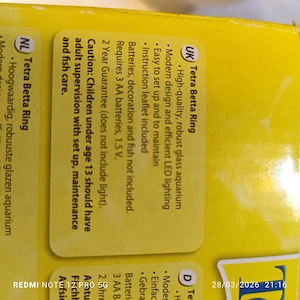 UK Tetra Betta Ring
• High-quality, robust glass aquarium
• Modern design and efficient LED lighting
• Easy to set up and to maintain
• Instruction leaflet included
Batteries, decoration and fish not included.
Requires 3 AA batteries, 1.5 V.
2 Year Guarantee (does not include light).
Caution: Children under age 13 should have
adult supervision with set up, maintenance
and fish care.
NL Tetra Betta Ring
• Hoogwaardig, robuuste glazen aquarium
D Tetra
REDMI NOTE 12 PRO 5G
28/03/2026 21:16